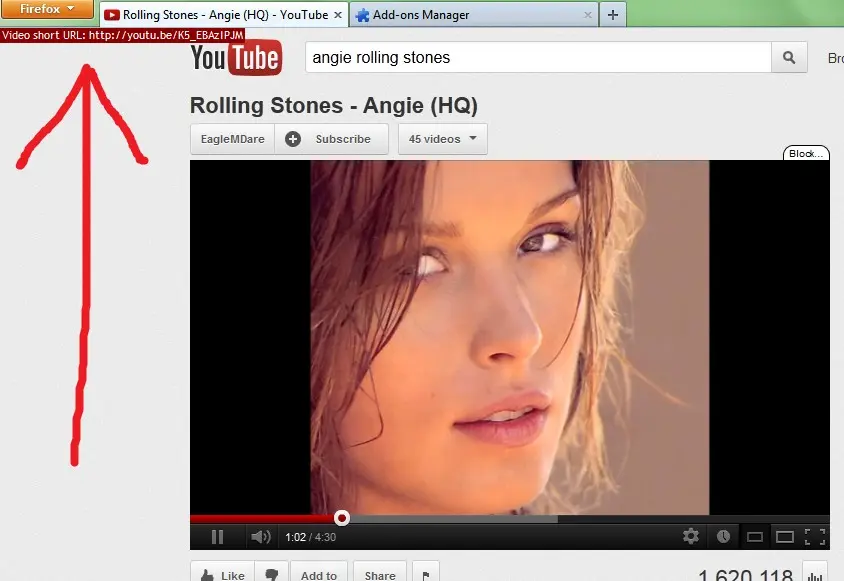 Firefox
Rolling Stones - Angie (HQ) - YouTube
Add-ons Manager
Video short URL: http://youtu.be/K5_EBAzIPJM
YouTube
angie rolling stones
Bro
Rolling Stones - Angie (HQ)
EagleMDare
Subscribe
45 videos
Block...
1:02 / 4:30
Like
Add to
Share
1,620,118